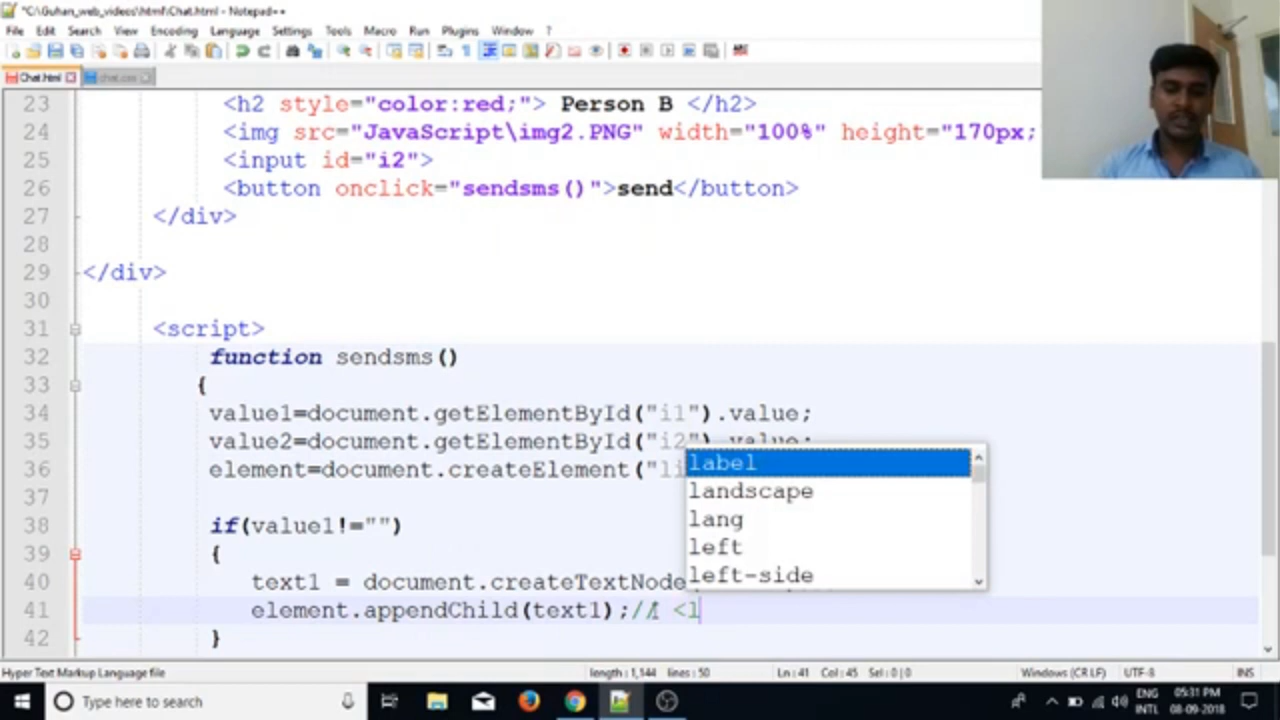 *C:\Guhan_web_videos\html\Chat.html - Notepad++
File Edit Search View Encoding Language Settings Tools Macro Run Plugins Window ?
Chat.html chat.css
23 <h2 style="color:red;"> Person B </h2>
24 <img src="JavaScript\img2.PNG" width="100%" height="170px;
25 <input id="i2">
26 <button onclick="sendsms()">send</button>
27 </div>
28
29 </div>
30
31 <script>
32 function sendsms()
33 {
34 value1=document.getElementById("i1").value;
35 value2=document.getElementById("i2").value;
36 element=document.createElement("li
37
38 if(value1!="")
39 {
40 text1 = document.createTextNode
41 element.appendChild(text1);// <l
42 }
label
landscape
lang
left
left-side
Hyper Text Markup Language file length : 1,144 lines : 50 Ln : 41 Col : 45 Sel : 0 | 0 Windows (CR LF) UTF-8 INS
Type here to search
ENG
INTL
05:31 PM
08-09-2018